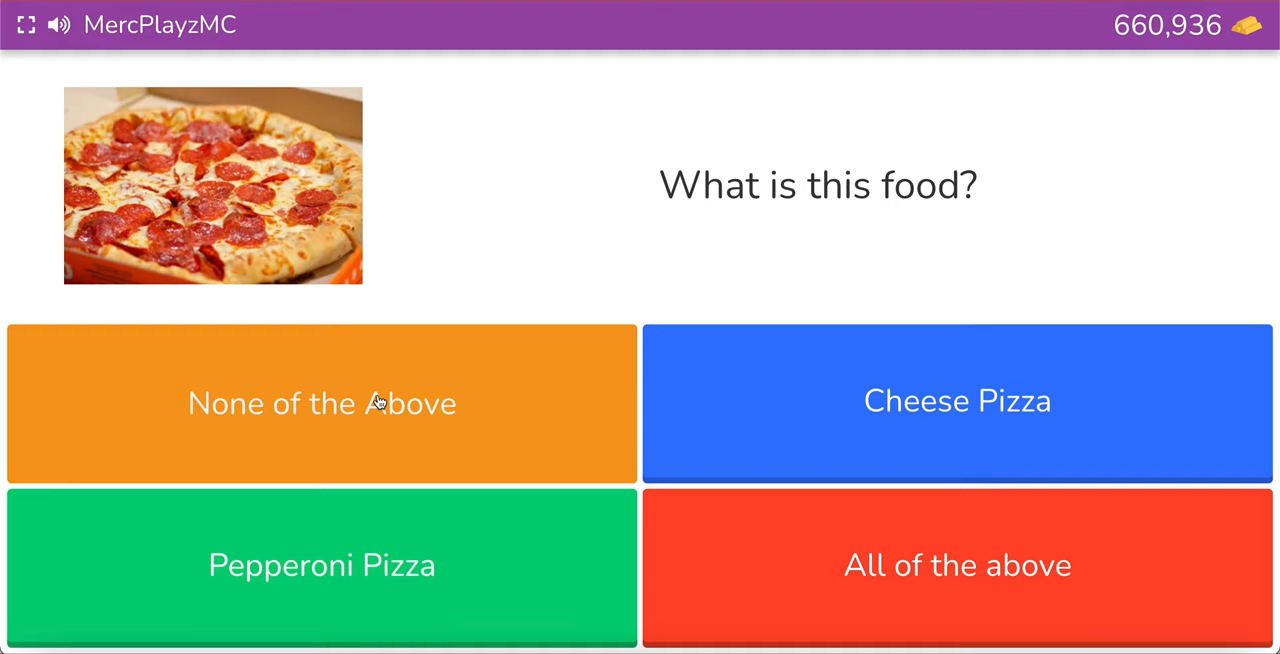 MercPlayzMC
660,936
What is this food?
None of the Above
Cheese Pizza
Pepperoni Pizza
All of the above